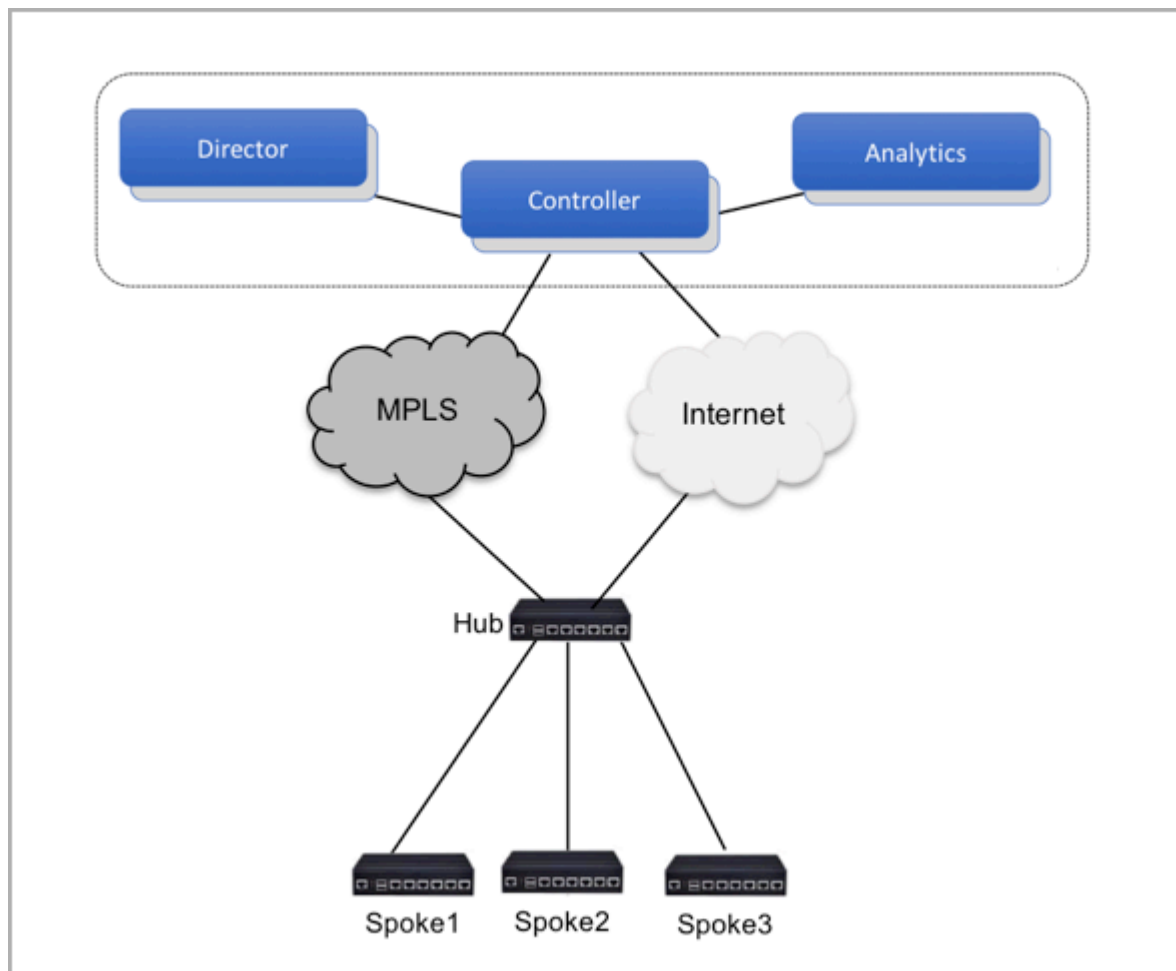 Director
Analytics
Controller
MPLS
Internet
Hub
Spoke1
Spoke2
Spoke3